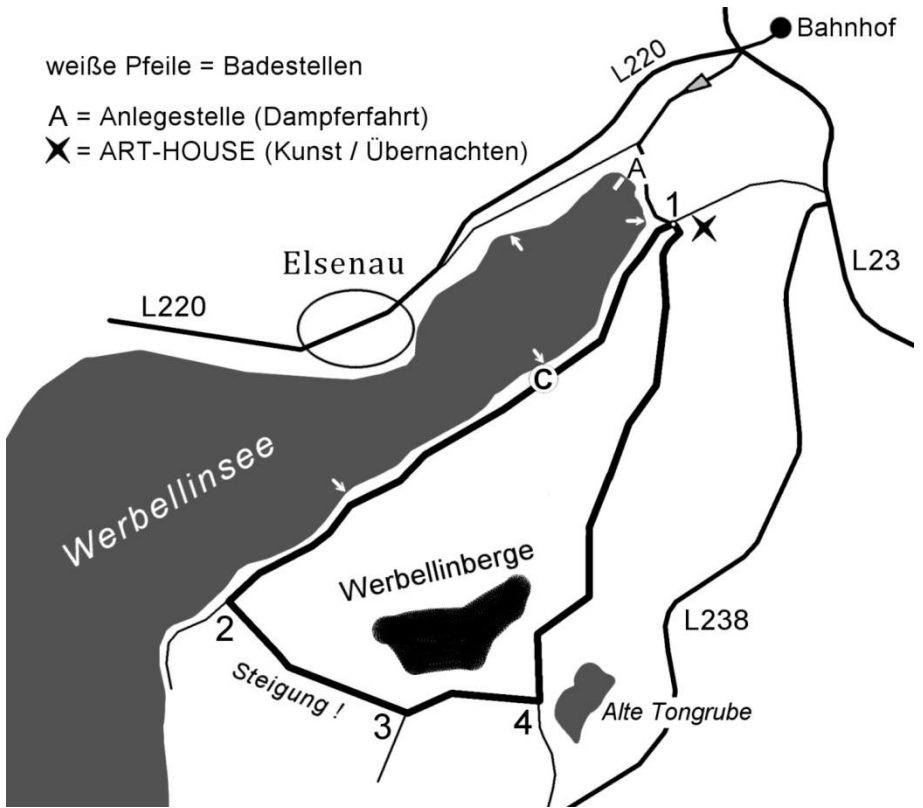 Bahnhof
L220
weiße Pfeile = Badestellen
A = Anlegestelle (Dampferfahrt)
= ART-HOUSE (Kunst / Übernachten)
A
1
Elsenau
L23
L220
C
Werbellinsee
Werbellinberge
2
L238
Steigung !
3
4
Alte Tongrube